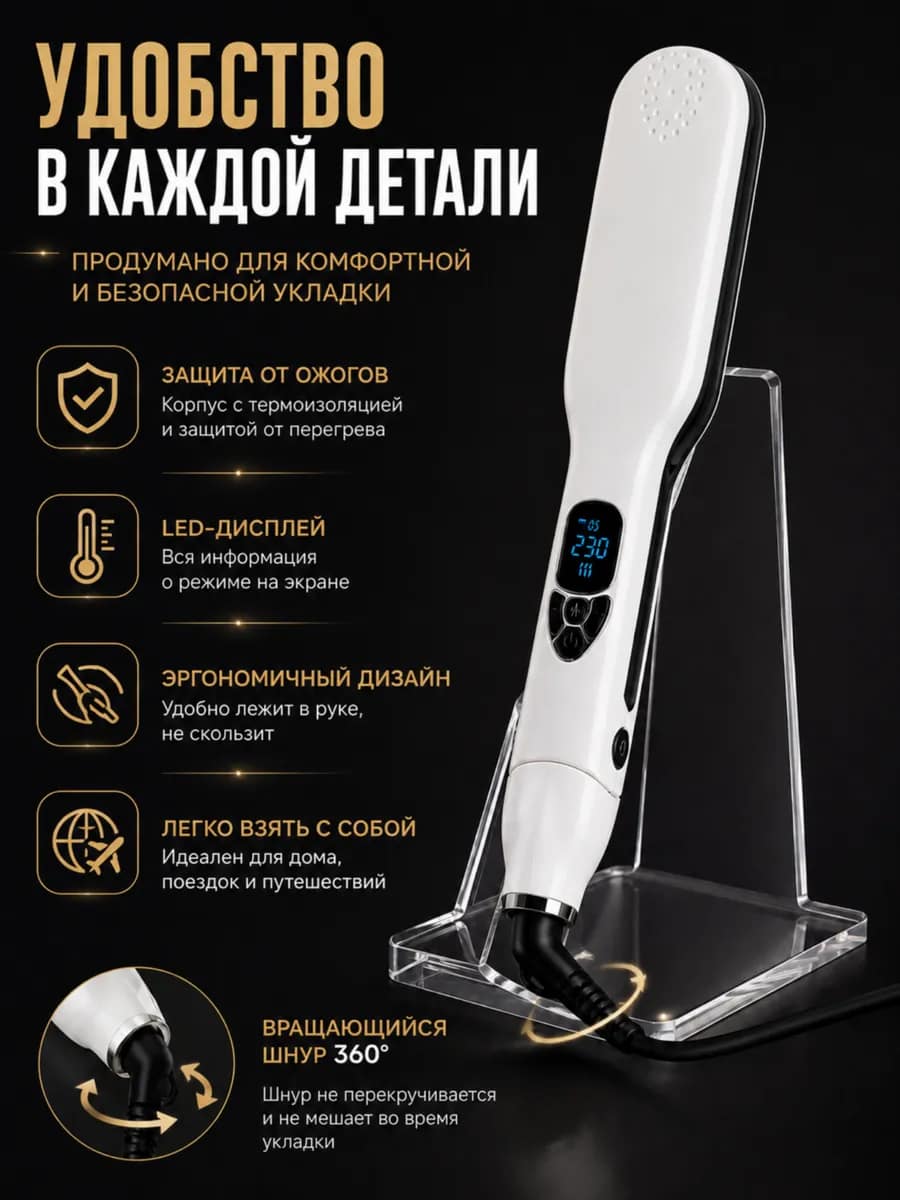 УДОБСТВО
В КАЖДОЙ ДЕТАЛИ
ПРОДУМАНО ДЛЯ КОМФОРТНОЙ
И БЕЗОПАСНОЙ УКЛАДКИ
ЗАЩИТА ОТ ОЖОГОВ
Корпус с термоизоляцией
и защитой от перегрева
LED-ДИСПЛЕЙ
Вся информация
о режиме на экране
05
230
ЭРГОНОМИЧНЫЙ ДИЗАЙН
Удобно лежит в руке,
не скользит
ЛЕГКО ВЗЯТЬ С СОБОЙ
Идеален для дома,
поездок и путешествий
ВРАЩАЮЩИЙСЯ
ШНУР 360°
Шнур не перекручивается
и не мешает во время
укладки